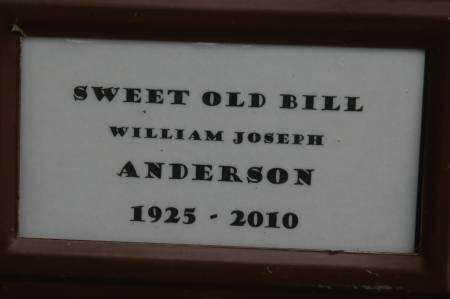 SWEET OLD BILL
WILLIAM JOSEPH
ANDERSON
1925 - 2010